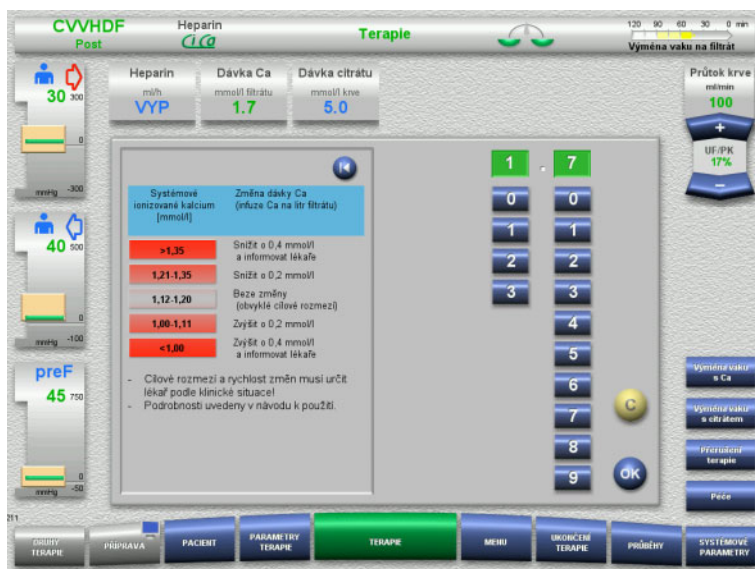 CVVHDF
Post
Heparin
CiCa
Terapie
120 90 60 30 0 min
Výměna vaku na filtrát
30 300
0
mmHg -300
40 500
0
mmHg -100
preF
45 750
0
mmHg -50
Heparin
ml/h
VYP
Dávka Ca
mmol/l filtrátu
1.7
Dávka citrátu
mmol/l krve
5.0
Průtok krve
ml/min
100
+
UF/PK
17%
−
Systémové
ionizované kalcium
[mmol/l]
Změna dávky Ca
(infuze Ca na litr filtrátu)
>1,35
Snížit o 0,4 mmol/l
a informovat lékaře
1,21-1,35
Snížit o 0,2 mmol/l
1,12-1,20
Beze změny
(obvyklé cílové rozmezí)
1,00-1,11
Zvýšit o 0,2 mmol/l
<1,00
Zvýšit o 0,4 mmol/l
a informovat lékaře
- Cílové rozmezí a rychlost změn musí určit
lékař podle klinické situace!
- Podrobnosti uvedeny v návodu k použití.
1 . 7
0 0
1 1
2 2
3 3
4
5
6
7
8
9
C
OK
Výměna vaku
s Ca
Výměna vaku
s citrátem
Přerušení
terapie
Péče
211
DRUHY
TERAPIE
PŘÍPRAVA
PACIENT
PARAMETRY
TERAPIE
TERAPIE
MENU
UKONČENÍ
TERAPIE
PRŮBĚHY
SYSTÉMOVÉ
PARAMETRY